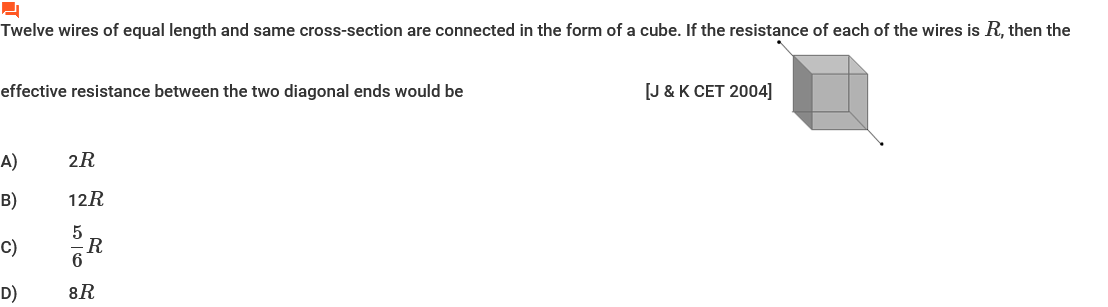 Twelve wires of equal length and same cross-section are connected in the form of a cube. If the resistance of each of the wires is R, then the
effective resistance between the two diagonal ends would be [J & K CET 2004]
A) 2R
B) 12R
C) 5/6 R
D) 8R